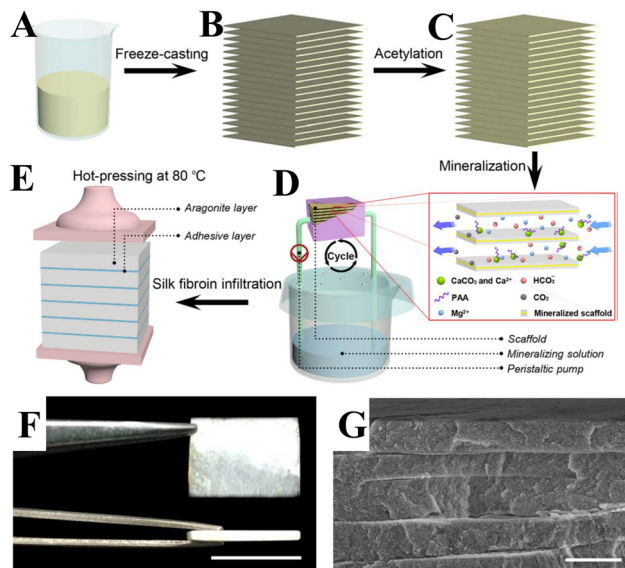 A
Freeze-casting
B
Acetylation
C
Mineralization
E
Hot-pressing at 80 ℃
Aragonite layer
Adhesive layer
Silk fibroin infiltration
D
Cycle
CaCO₃ and Ca²⁺
HCO₃⁻
PAA
CO₂
Mg²⁺
Mineralized scaffold
Scaffold
Mineralizing solution
Peristaltic pump
F
G